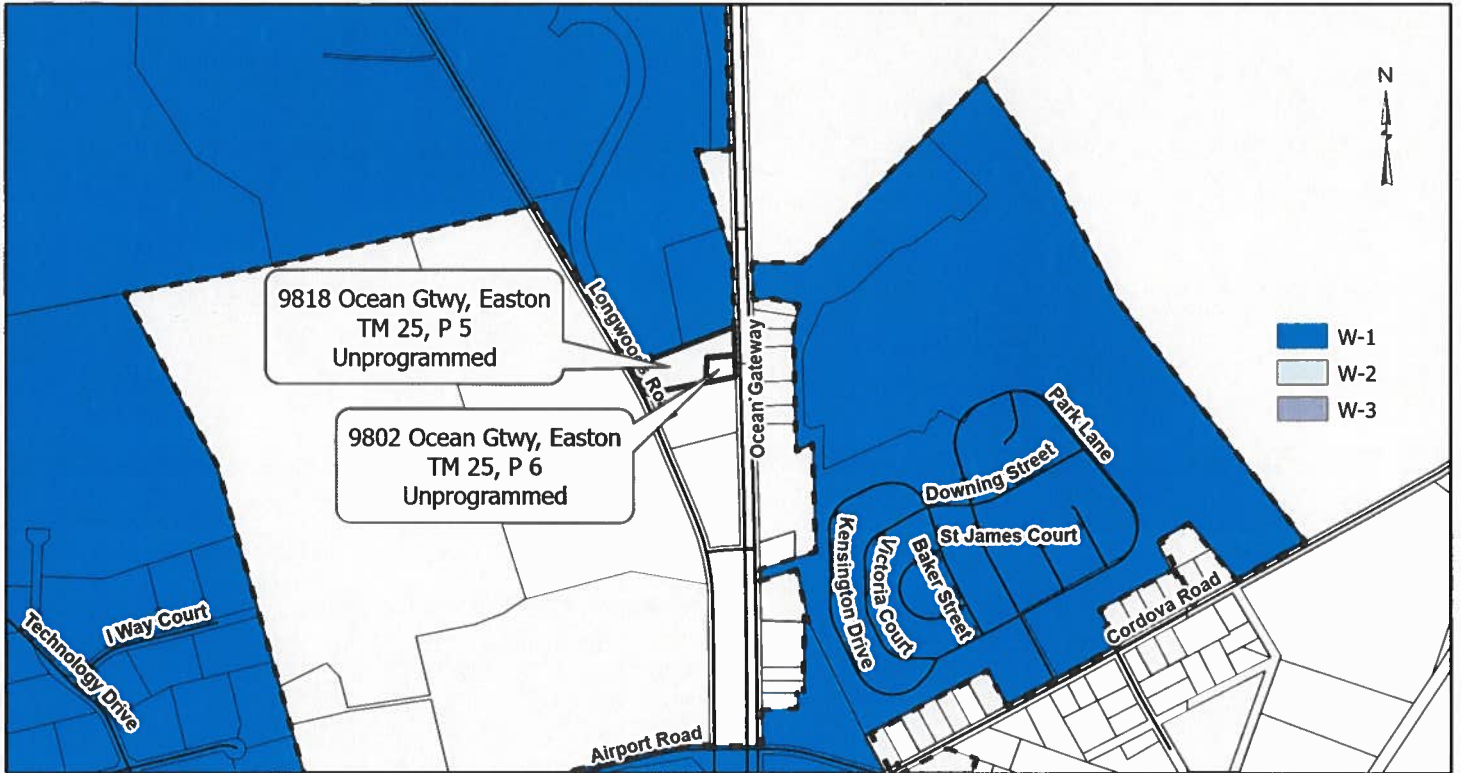 N
9818 Ocean Gtwy, Easton
TM 25, P 5
Unprogrammed
9802 Ocean Gtwy, Easton
TM 25, P 6
Unprogrammed
Longwoods Ro
Ocean Gateway
W-1
W-2
W-3
Park Lane
Downing Street
St James Court
Kensington Drive
Victoria Court
Baker Street
Cordova Road
I Way Court
Technology Drive
Airport Road